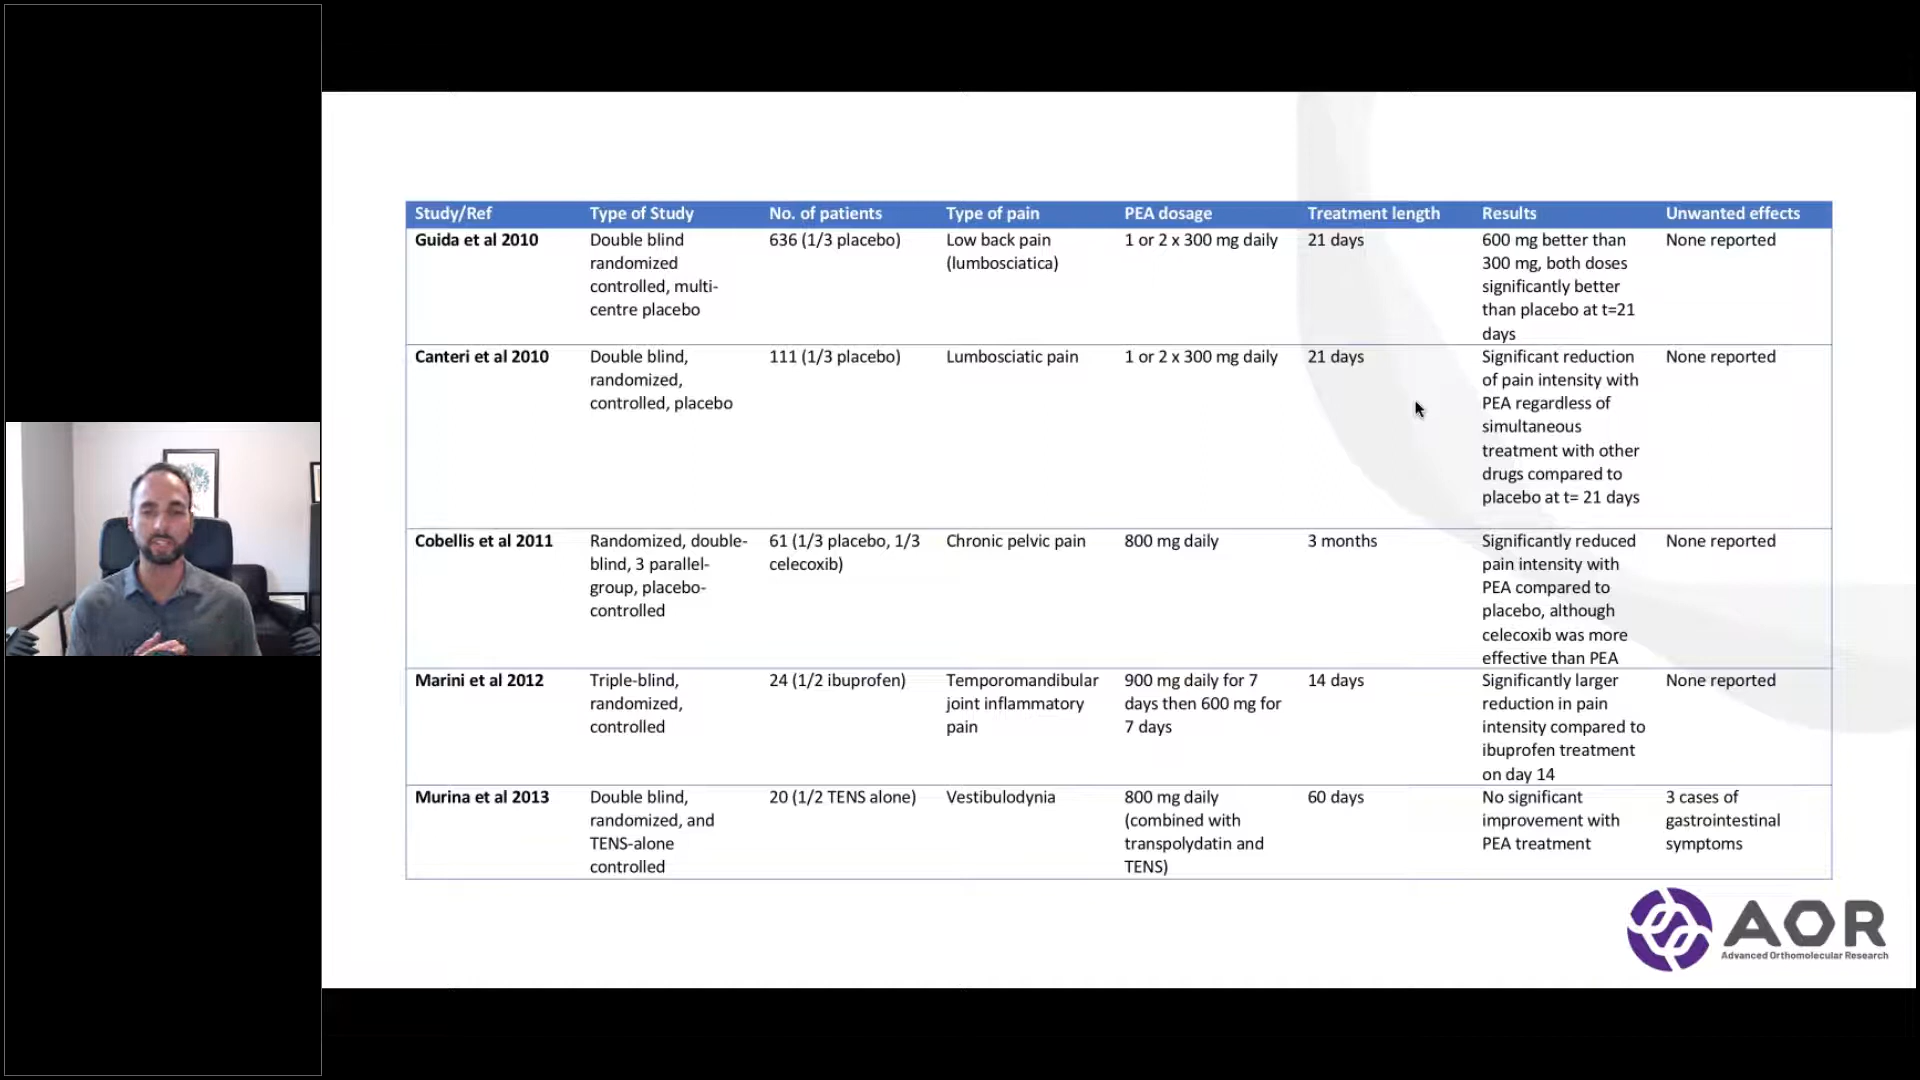 Study/Ref Type of Study No. of patients Type of pain PEA dosage Treatment length Results Unwanted effects
Guida et al 2010 Double blind 636 (1/3 placebo) Low back pain 1 or 2 x 300 mg daily 21 days 600 mg better than None reported
randomized (lumbosciatica) 300 mg, both doses
controlled, multi- significantly better
centre placebo than placebo at t=21
days
Canteri et al 2010 Double blind, 111 (1/3 placebo) Lumbosciatic pain 1 or 2 x 300 mg daily 21 days Significant reduction None reported
randomized, of pain intensity with
controlled, placebo PEA regardless of
simultaneous
treatment with other
drugs compared to
placebo at t= 21 days
Cobellis et al 2011 Randomized, double- 61 (1/3 placebo, 1/3 Chronic pelvic pain 800 mg daily 3 months Significantly reduced None reported
blind, 3 parallel- celecoxib) pain intensity with
group, placebo- PEA compared to
controlled placebo, although
celecoxib was more
effective than PEA
Marini et al 2012 Triple-blind, 24 (1/2 ibuprofen) Temporomandibular 900 mg daily for 7 14 days Significantly larger None reported
randomized, joint inflammatory days then 600 mg for reduction in pain
controlled pain 7 days intensity compared to
ibuprofen treatment
on day 14
Murina et al 2013 Double blind, 20 (1/2 TENS alone) Vestibulodynia 800 mg daily 60 days No significant 3 cases of
randomized, and (combined with improvement with gastrointestinal
TENS-alone transpolydatin and PEA treatment symptoms
controlled TENS)
AOR
Advanced Orthomolecular Research